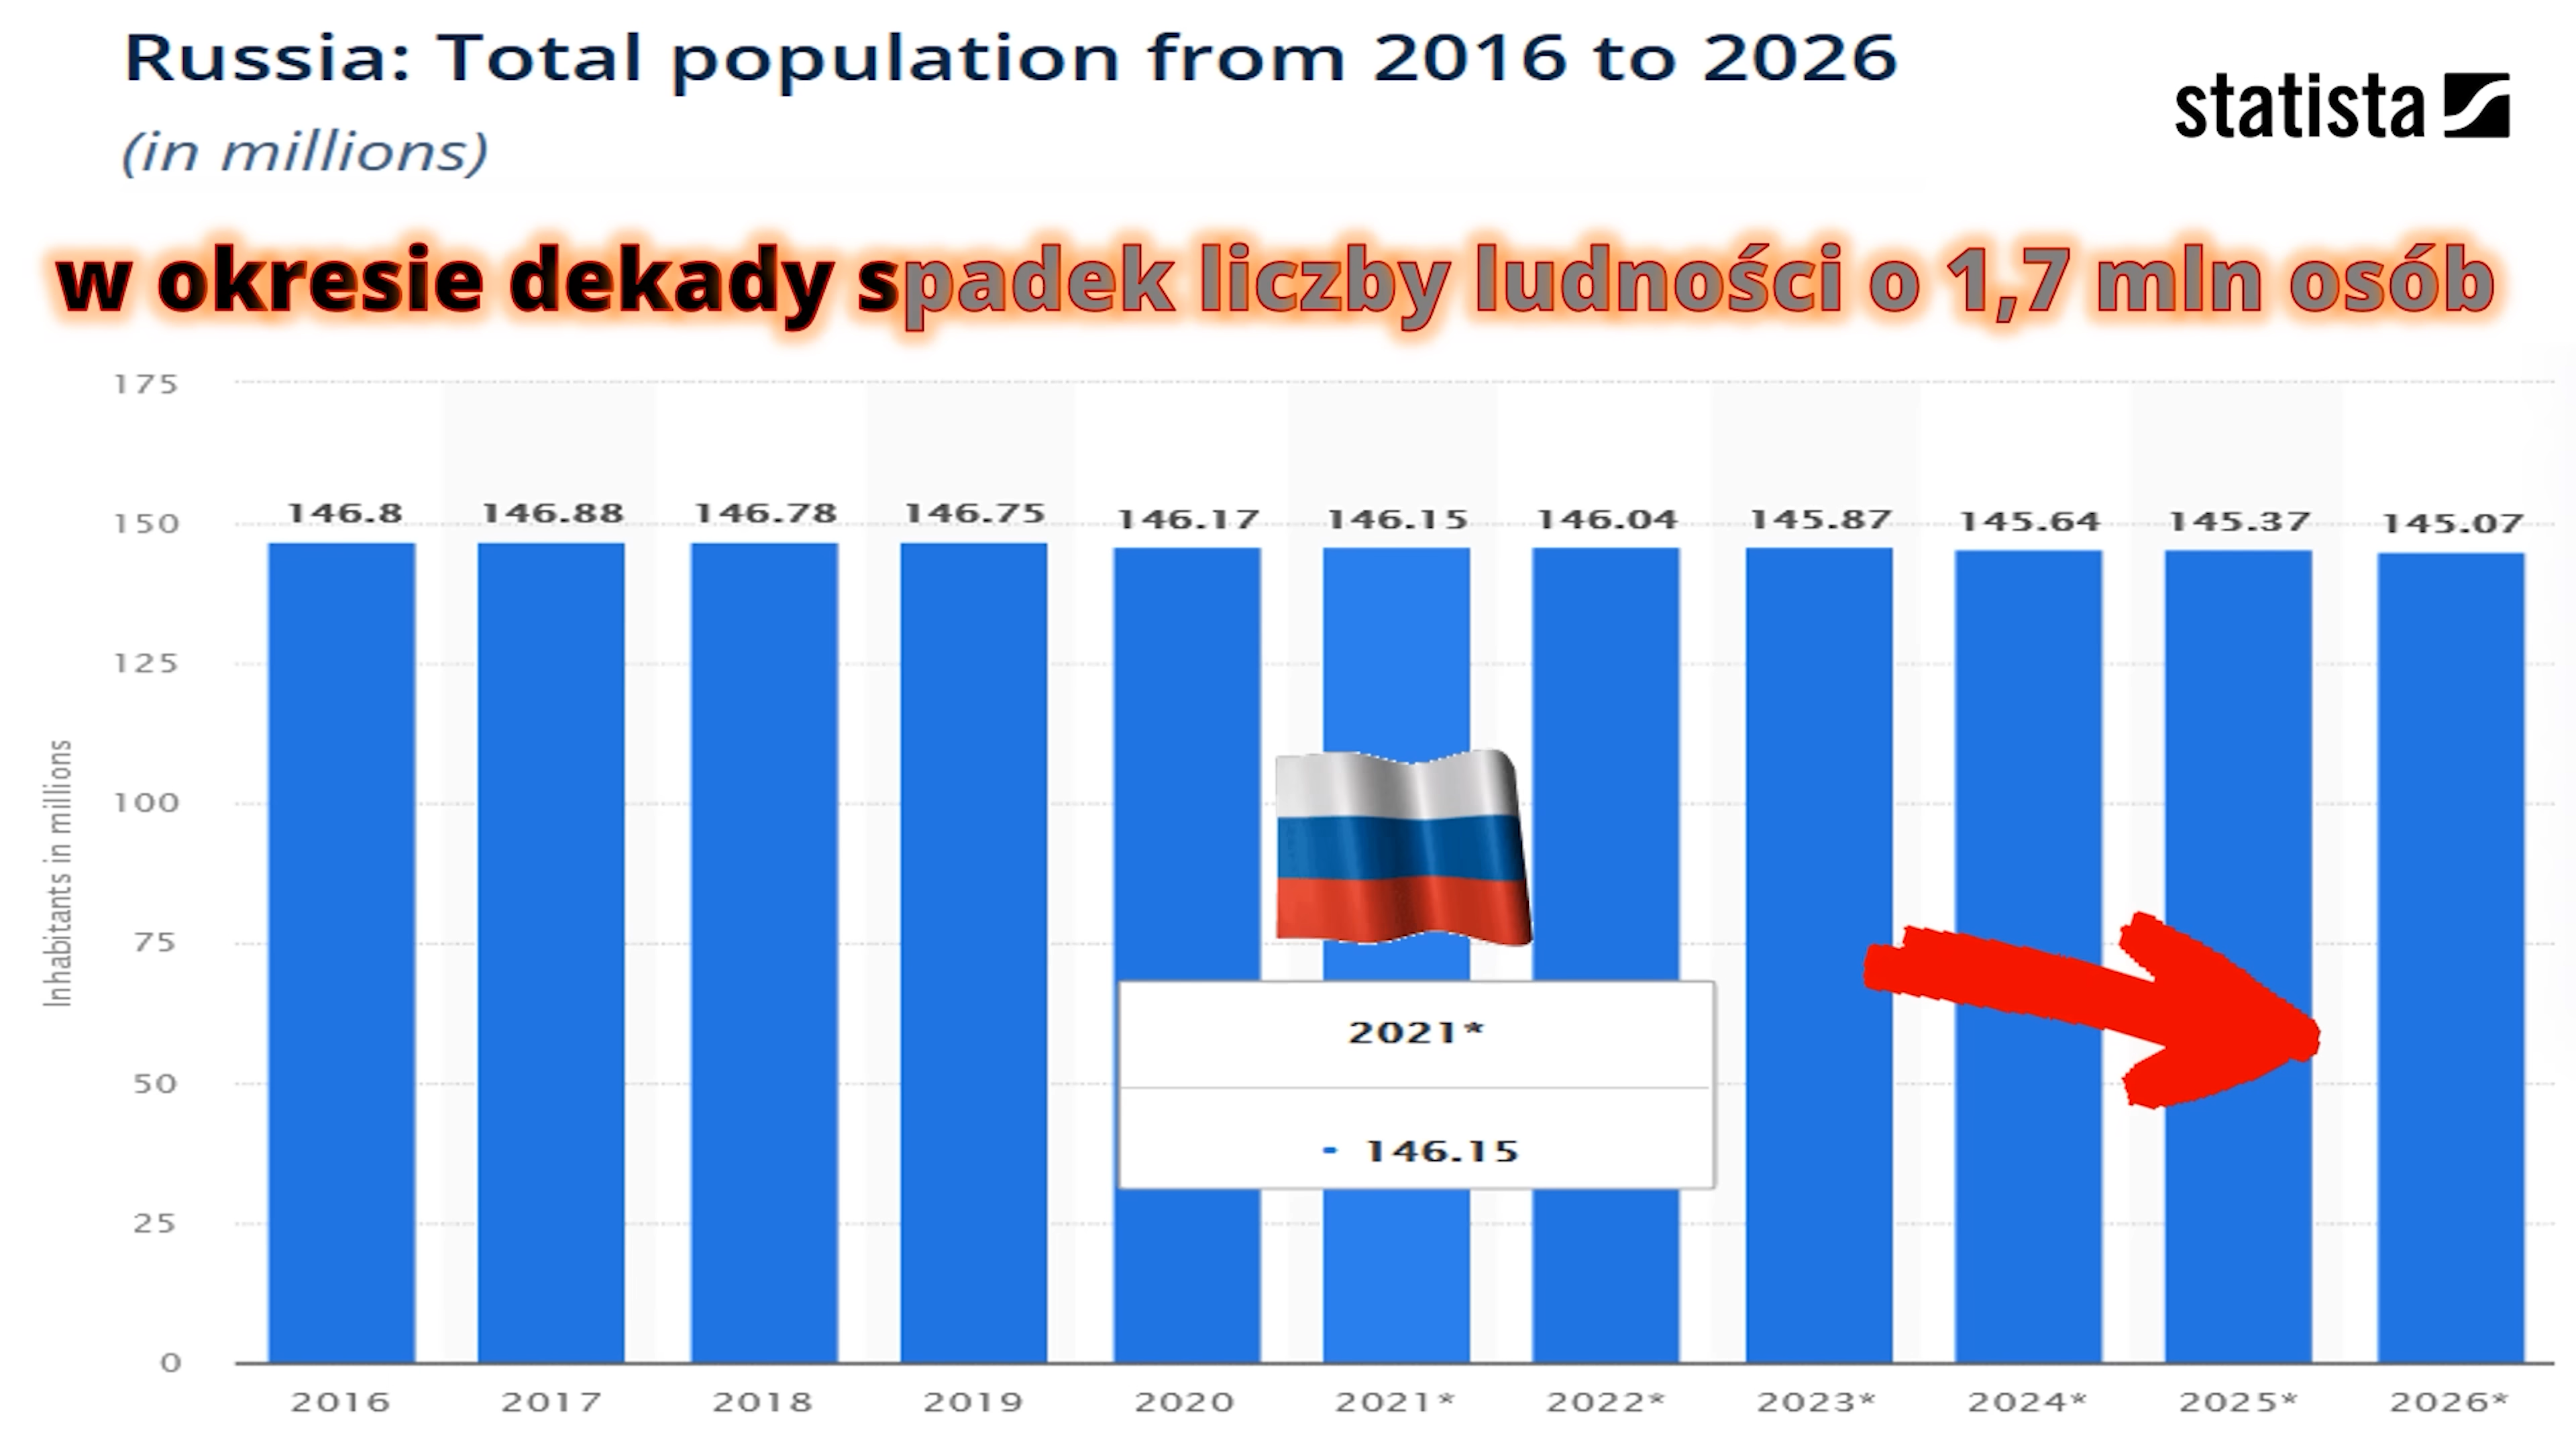 Russia: Total population from 2016 to 2026
(in millions)
statista
w okresie dekady spadek liczby ludności o 1,7 mln osób
175
150
125
100
75
50
25
0
Inhabitants in millions
146.8 146.88 146.78 146.75 146.17 146.15 146.04 145.87 145.64 145.37 145.07
2021*
146.15
2016 2017 2018 2019 2020 2021* 2022* 2023* 2024* 2025* 2026*